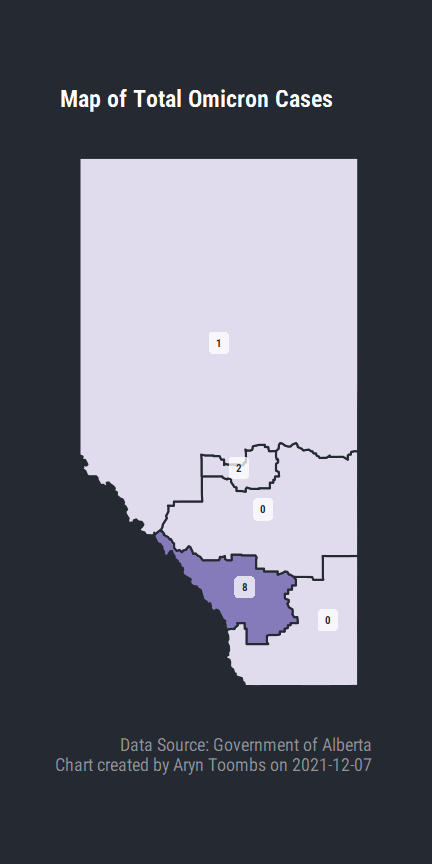 Map of Total Omicron Cases
1
2
0
8
0
Data Source: Government of Alberta
Chart created by Aryn Toombs on 2021-12-07